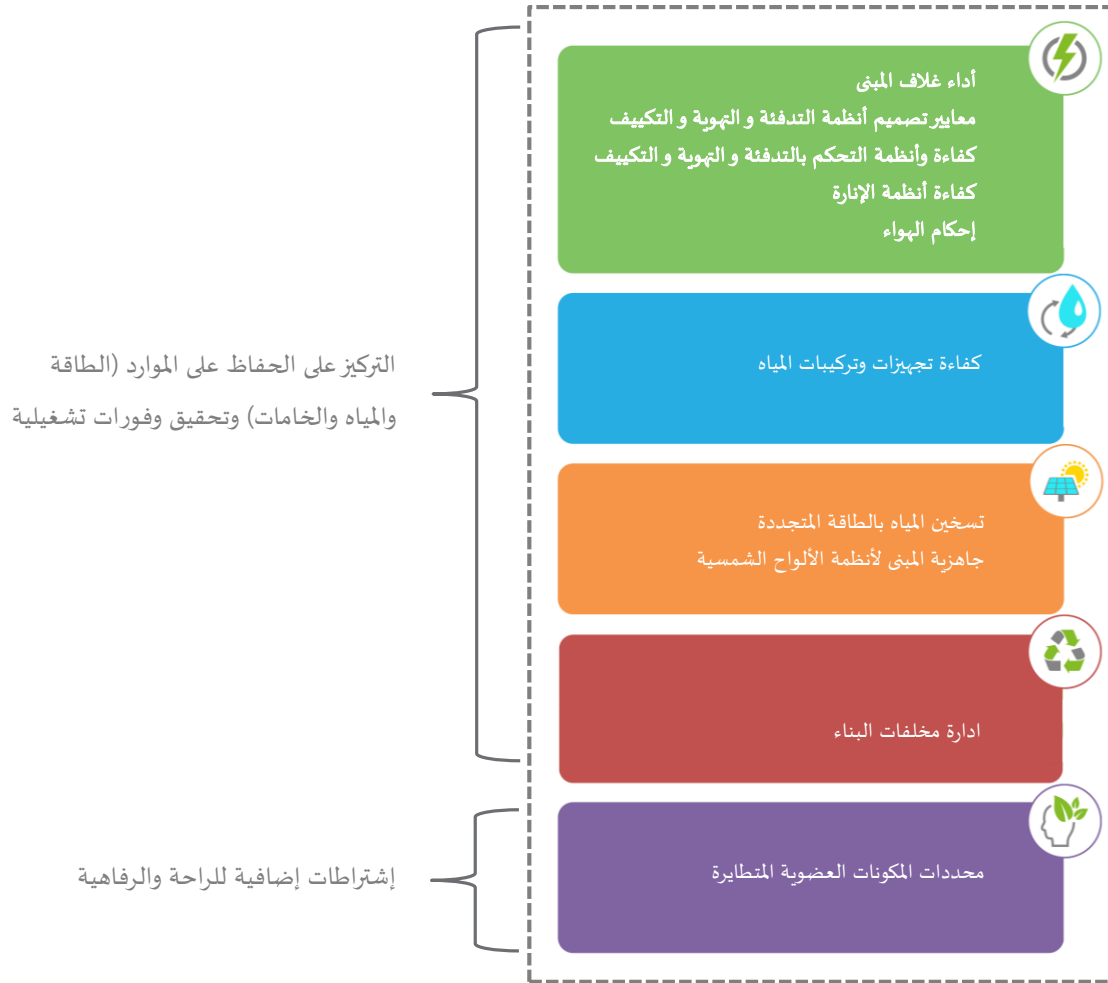 أداء غلاف المبنى
معايير تصميم أنظمة التدفئة و التهوية و التكييف
كفاءة وأنظمة التحكم بالتدفئة و التهوية و التكييف
كفاءة أنظمة الإنارة
إحكام الهواء
كفاءة تجهيزات وتركيبات المياه
تسخين المياه بالطاقة المتجددة
جاهزية المبنى لأنظمة الألواح الشمسية
ادارة مخلفات البناء
التركيز على الحفاظ على الموارد (الطاقة
والمياه والخامات) وتحقيق وفورات تشغيلية
محددات المكونات العضوية المتطايرة
إشتراطات إضافية للراحة والرفاهية